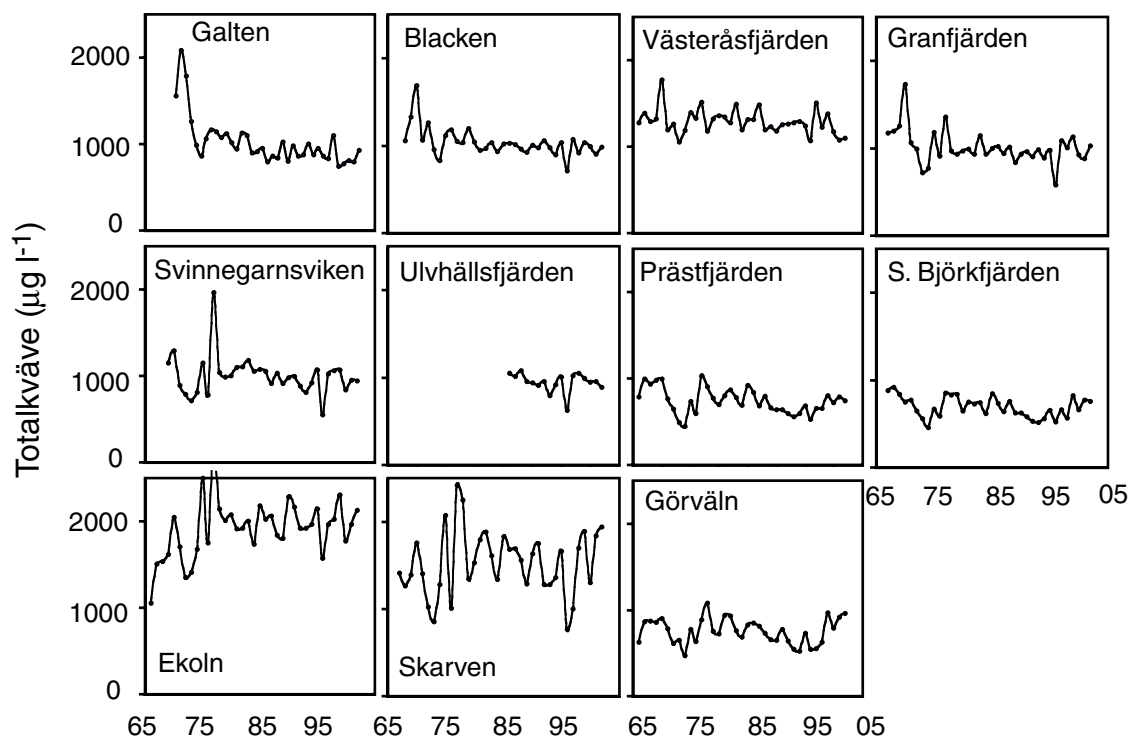 Galten
Blacken
Västeråsfjärden
Granfjärden
2000
1000
0
Svinnegarnsviken
Ulvhällsfjärden
Prästfjärden
S. Björkfjärden
2000
1000
0
Totalkväve (μg l-1)
65 75 85 95 05
Görväln
2000
1000
Ekoln
Skarven
0
65 75 85 95 65 75 85 95 65 75 85 95 05